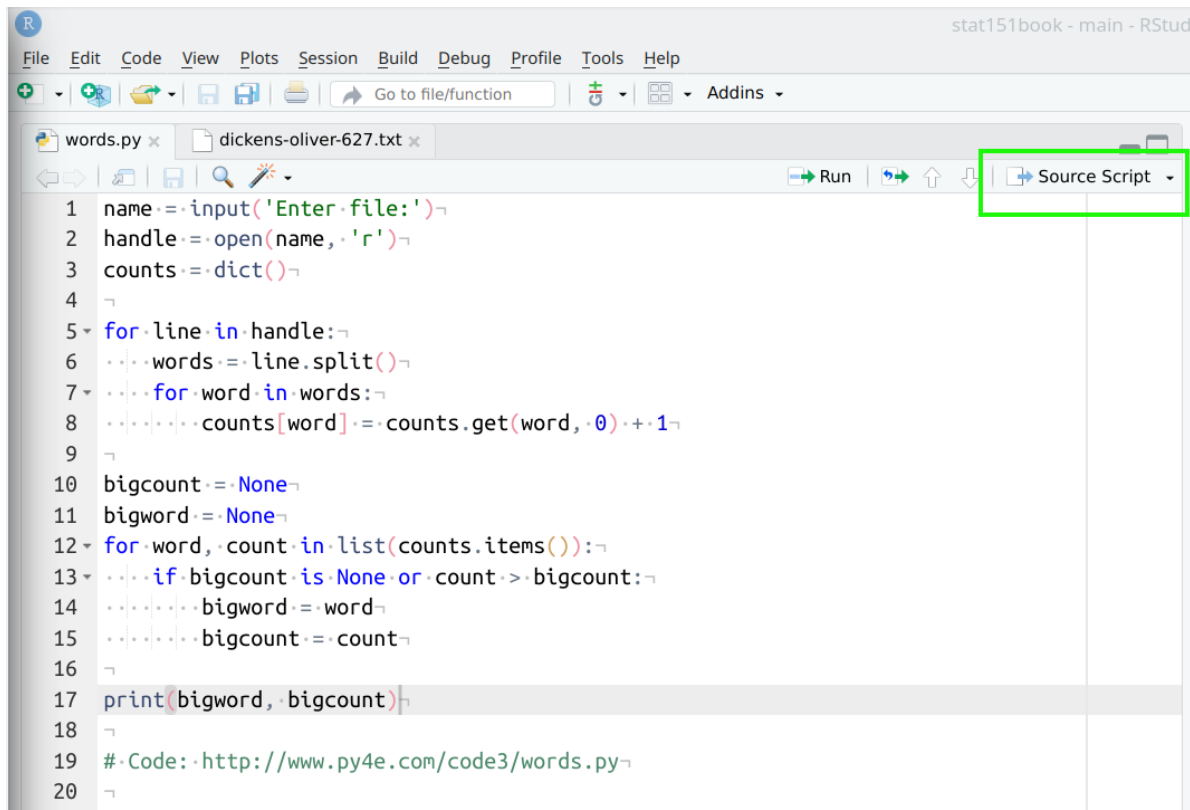 R
stat151book - main - RStud
File Edit Code View Plots Session Build Debug Profile Tools Help
Go to file/function Addins
words.py dickens-oliver-627.txt
Run Source Script
1 name = input('Enter file:')
2 handle = open(name, 'r')
3 counts = dict()
4
5 for line in handle:
6     words = line.split()
7     for word in words:
8         counts[word] = counts.get(word, 0) + 1
9
10 bigcount = None
11 bigword = None
12 for word, count in list(counts.items()):
13     if bigcount is None or count > bigcount:
14         bigword = word
15         bigcount = count
16
17 print(bigword, bigcount)
18
19 # Code: http://www.py4e.com/code3/words.py
20